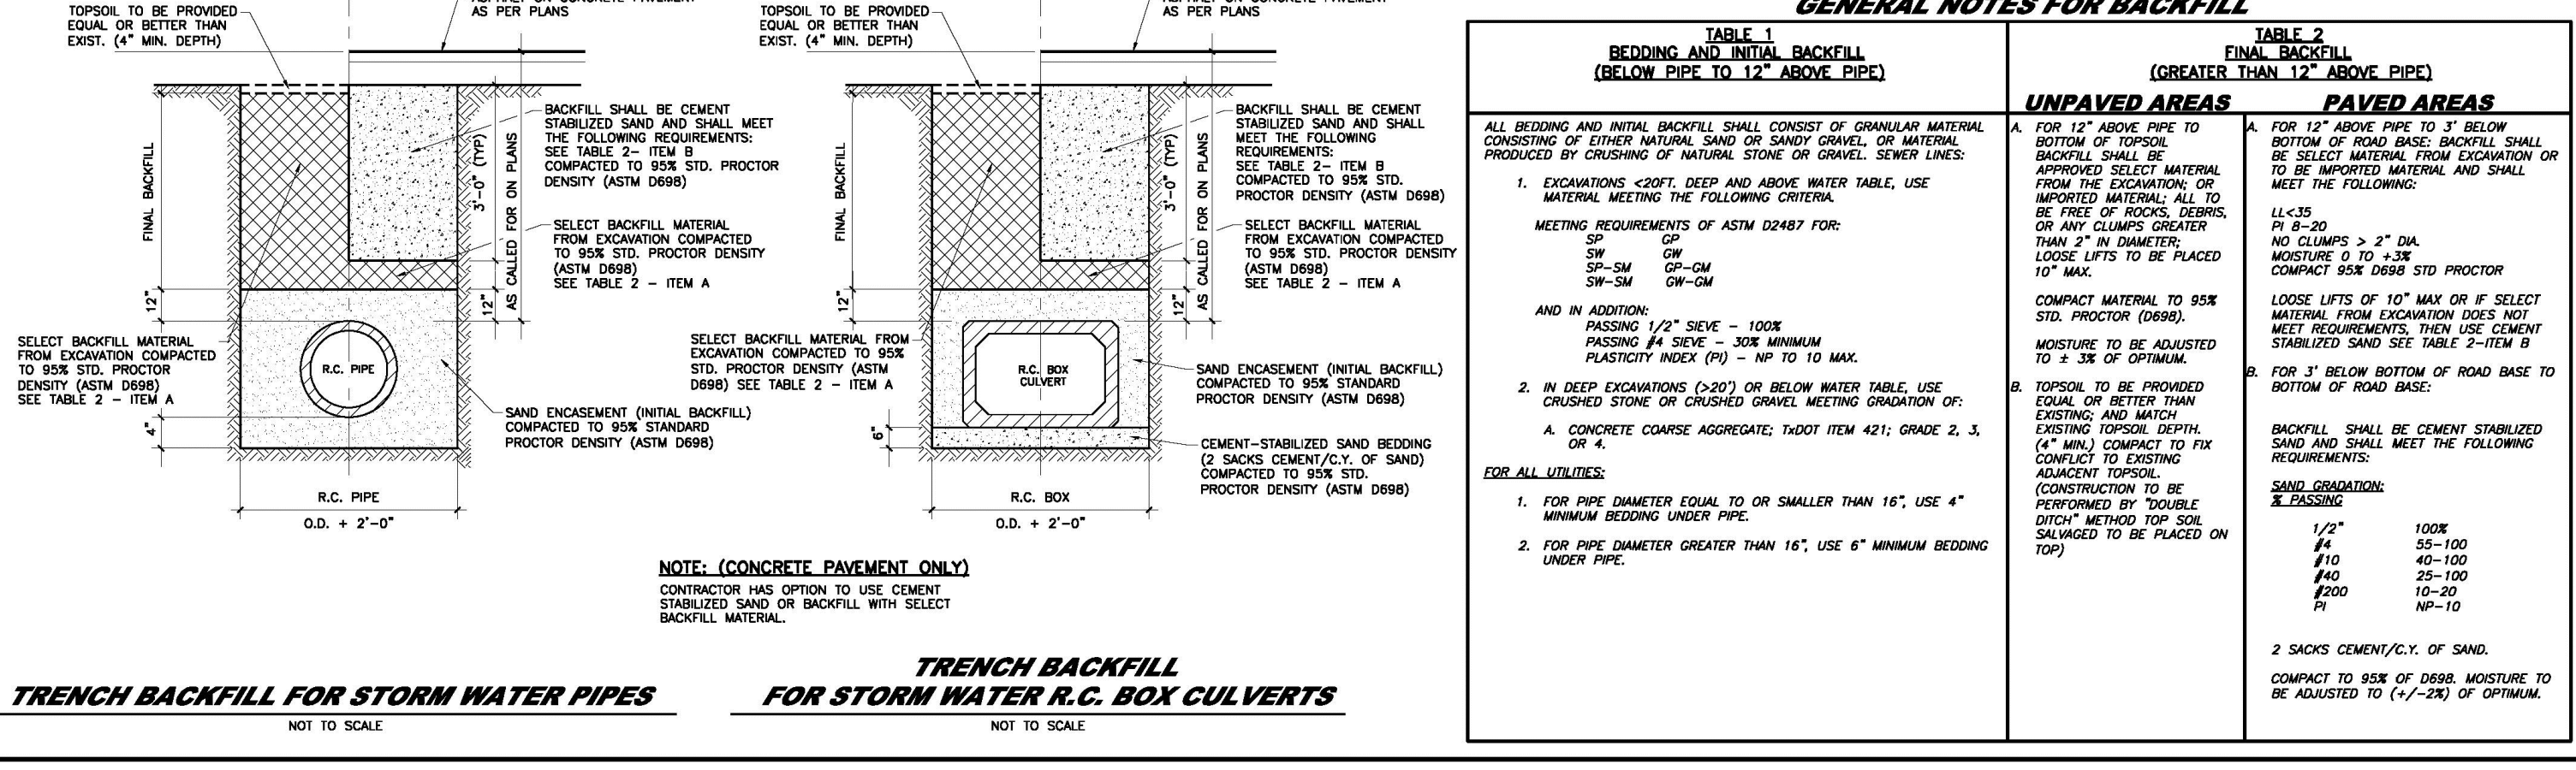 TOPSOIL TO BE PROVIDED
EQUAL OR BETTER THAN
EXIST. (4" MIN. DEPTH)
AS PER PLANS
BACKFILL SHALL BE CEMENT
STABILIZED SAND AND SHALL MEET
THE FOLLOWING REQUIREMENTS:
SEE TABLE 2- ITEM B
COMPACTED TO 95% STD. PROCTOR
DENSITY (ASTM D698)
SELECT BACKFILL MATERIAL
FROM EXCAVATION COMPACTED
TO 95% STD. PROCTOR DENSITY
(ASTM D698)
SEE TABLE 2 - ITEM A
FINAL BACKFILL
12"
4"
3'-0" (TYP)
12"
AS CALLED FOR ON PLANS
SELECT BACKFILL MATERIAL
FROM EXCAVATION COMPACTED
TO 95% STD. PROCTOR
DENSITY (ASTM D698)
SEE TABLE 2 - ITEM A
R.C. PIPE
SAND ENCASEMENT (INITIAL BACKFILL)
COMPACTED TO 95% STANDARD
PROCTOR DENSITY (ASTM D698)
R.C. PIPE
O.D. + 2'-0"
TRENCH BACKFILL FOR STORM WATER PIPES
NOT TO SCALE
TOPSOIL TO BE PROVIDED
EQUAL OR BETTER THAN
EXIST. (4" MIN. DEPTH)
AS PER PLANS
BACKFILL SHALL BE CEMENT
STABILIZED SAND AND SHALL
MEET THE FOLLOWING
REQUIREMENTS:
SEE TABLE 2- ITEM B
COMPACTED TO 95% STD.
PROCTOR DENSITY (ASTM D698)
SELECT BACKFILL MATERIAL
FROM EXCAVATION COMPACTED
TO 95% STD. PROCTOR DENSITY
(ASTM D698)
SEE TABLE 2 - ITEM A
FINAL BACKFILL
12"
6"
3'-0" (TYP)
12"
AS CALLED FOR ON PLANS
SELECT BACKFILL MATERIAL FROM
EXCAVATION COMPACTED TO 95%
STD. PROCTOR DENSITY (ASTM
D698) SEE TABLE 2 - ITEM A
R.C. BOX
CULVERT
SAND ENCASEMENT (INITIAL BACKFILL)
COMPACTED TO 95% STANDARD
PROCTOR DENSITY (ASTM D698)
CEMENT-STABILIZED SAND BEDDING
(2 SACKS CEMENT/C.Y. OF SAND)
COMPACTED TO 95% STD.
PROCTOR DENSITY (ASTM D698)
R.C. BOX
O.D. + 2'-0"
NOTE: (CONCRETE PAVEMENT ONLY)
CONTRACTOR HAS OPTION TO USE CEMENT
STABILIZED SAND OR BACKFILL WITH SELECT
BACKFILL MATERIAL.
TRENCH BACKFILL
FOR STORM WATER R.C. BOX CULVERTS
NOT TO SCALE
GENERAL NOTES FOR BACKFILL
TABLE 1
BEDDING AND INITIAL BACKFILL
(BELOW PIPE TO 12" ABOVE PIPE)
ALL BEDDING AND INITIAL BACKFILL SHALL CONSIST OF GRANULAR MATERIAL
CONSISTING OF EITHER NATURAL SAND OR SANDY GRAVEL, OR MATERIAL
PRODUCED BY CRUSHING OF NATURAL STONE OR GRAVEL. SEWER LINES:
1. EXCAVATIONS <20FT. DEEP AND ABOVE WATER TABLE, USE
MATERIAL MEETING THE FOLLOWING CRITERIA.
MEETING REQUIREMENTS OF ASTM D2487 FOR:
SP GP
SW GW
SP-SM GP-GM
SW-SM GW-GM
AND IN ADDITION:
PASSING 1/2" SIEVE - 100%
PASSING #4 SIEVE - 30% MINIMUM
PLASTICITY INDEX (PI) - NP TO 10 MAX.
2. IN DEEP EXCAVATIONS (>20') OR BELOW WATER TABLE, USE
CRUSHED STONE OR CRUSHED GRAVEL MEETING GRADATION OF:
A. CONCRETE COARSE AGGREGATE; TxDOT ITEM 421; GRADE 2, 3,
OR 4.
FOR ALL UTILITIES:
1. FOR PIPE DIAMETER EQUAL TO OR SMALLER THAN 16", USE 4"
MINIMUM BEDDING UNDER PIPE.
2. FOR PIPE DIAMETER GREATER THAN 16", USE 6" MINIMUM BEDDING
UNDER PIPE.
TABLE 2
FINAL BACKFILL
(GREATER THAN 12" ABOVE PIPE)
UNPAVED AREAS
A. FOR 12" ABOVE PIPE TO
BOTTOM OF TOPSOIL
BACKFILL SHALL BE
APPROVED SELECT MATERIAL
FROM THE EXCAVATION; OR
IMPORTED MATERIAL; ALL TO
BE FREE OF ROCKS, DEBRIS,
OR ANY CLUMPS GREATER
THAN 2" IN DIAMETER;
LOOSE LIFTS TO BE PLACED
10" MAX.
COMPACT MATERIAL TO 95%
STD. PROCTOR (D698).
MOISTURE TO BE ADJUSTED
TO ± 3% OF OPTIMUM.
B. TOPSOIL TO BE PROVIDED
EQUAL OR BETTER THAN
EXISTING; AND MATCH
EXISTING TOPSOIL DEPTH.
(4" MIN.) COMPACT TO FIX
CONFLICT TO EXISTING
ADJACENT TOPSOIL.
(CONSTRUCTION TO BE
PERFORMED BY "DOUBLE
DITCH" METHOD TOP SOIL
SALVAGED TO BE PLACED ON
TOP)
PAVED AREAS
A. FOR 12" ABOVE PIPE TO 3' BELOW
BOTTOM OF ROAD BASE: BACKFILL SHALL
BE SELECT MATERIAL FROM EXCAVATION OR
TO BE IMPORTED MATERIAL AND SHALL
MEET THE FOLLOWING:
LL<35
PI 8-20
NO CLUMPS > 2" DIA.
MOISTURE 0 TO +3%
COMPACT 95% D698 STD PROCTOR
LOOSE LIFTS OF 10" MAX OR IF SELECT
MATERIAL FROM EXCAVATION DOES NOT
MEET REQUIREMENTS, THEN USE CEMENT
STABILIZED SAND SEE TABLE 2-ITEM B
B. FOR 3' BELOW BOTTOM OF ROAD BASE TO
BOTTOM OF ROAD BASE:
BACKFILL SHALL BE CEMENT STABILIZED
SAND AND SHALL MEET THE FOLLOWING
REQUIREMENTS:
SAND GRADATION:
% PASSING
1/2" 100%
#4 55-100
#10 40-100
#40 25-100
#200 10-20
PI NP-10
2 SACKS CEMENT/C.Y. OF SAND.
COMPACT TO 95% OF D698. MOISTURE TO
BE ADJUSTED TO (+/-2%) OF OPTIMUM.